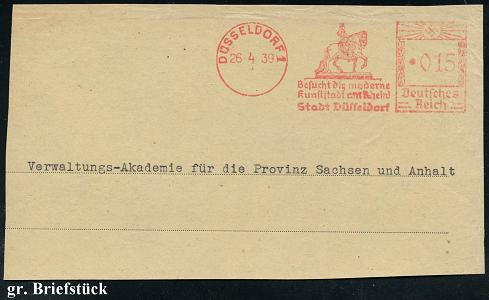 DÜSSELDORF 1
26.4.39
Besucht die moderne
Kunststadt am Rhein!
Stadt Düsseldorf
015
Deutsches
Reich
Verwaltungs-Akademie für die Provinz Sachsen und Anhalt
gr. Briefstück